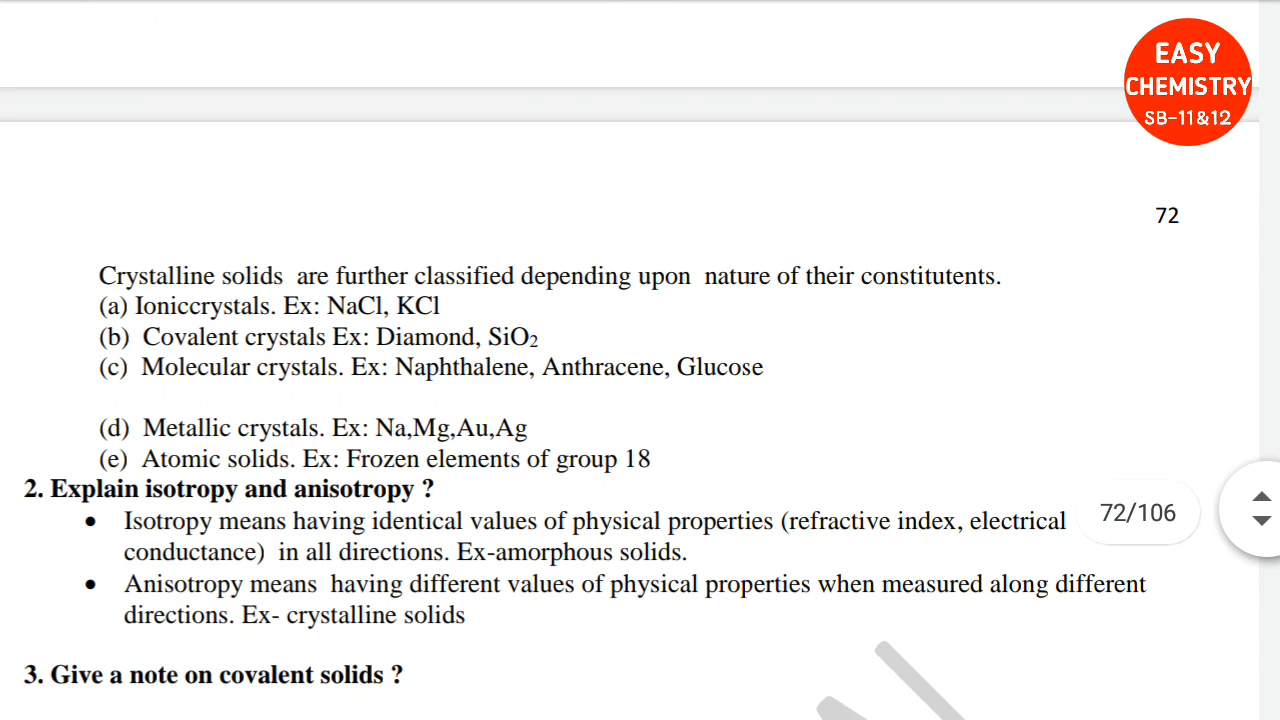 EASY
CHEMISTRY
SB-11&12
72
Crystalline solids are further classified depending upon nature of their constitutents.
(a) Ioniccrystals. Ex: NaCl, KCl
(b) Covalent crystals Ex: Diamond, SiO₂
(c) Molecular crystals. Ex: Naphthalene, Anthracene, Glucose
(d) Metallic crystals. Ex: Na,Mg,Au,Ag
(e) Atomic solids. Ex: Frozen elements of group 18
2. Explain isotropy and anisotropy ?
• Isotropy means having identical values of physical properties (refractive index, electrical
conductance) in all directions. Ex-amorphous solids.
72/106
• Anisotropy means having different values of physical properties when measured along different
directions. Ex- crystalline solids
3. Give a note on covalent solids ?